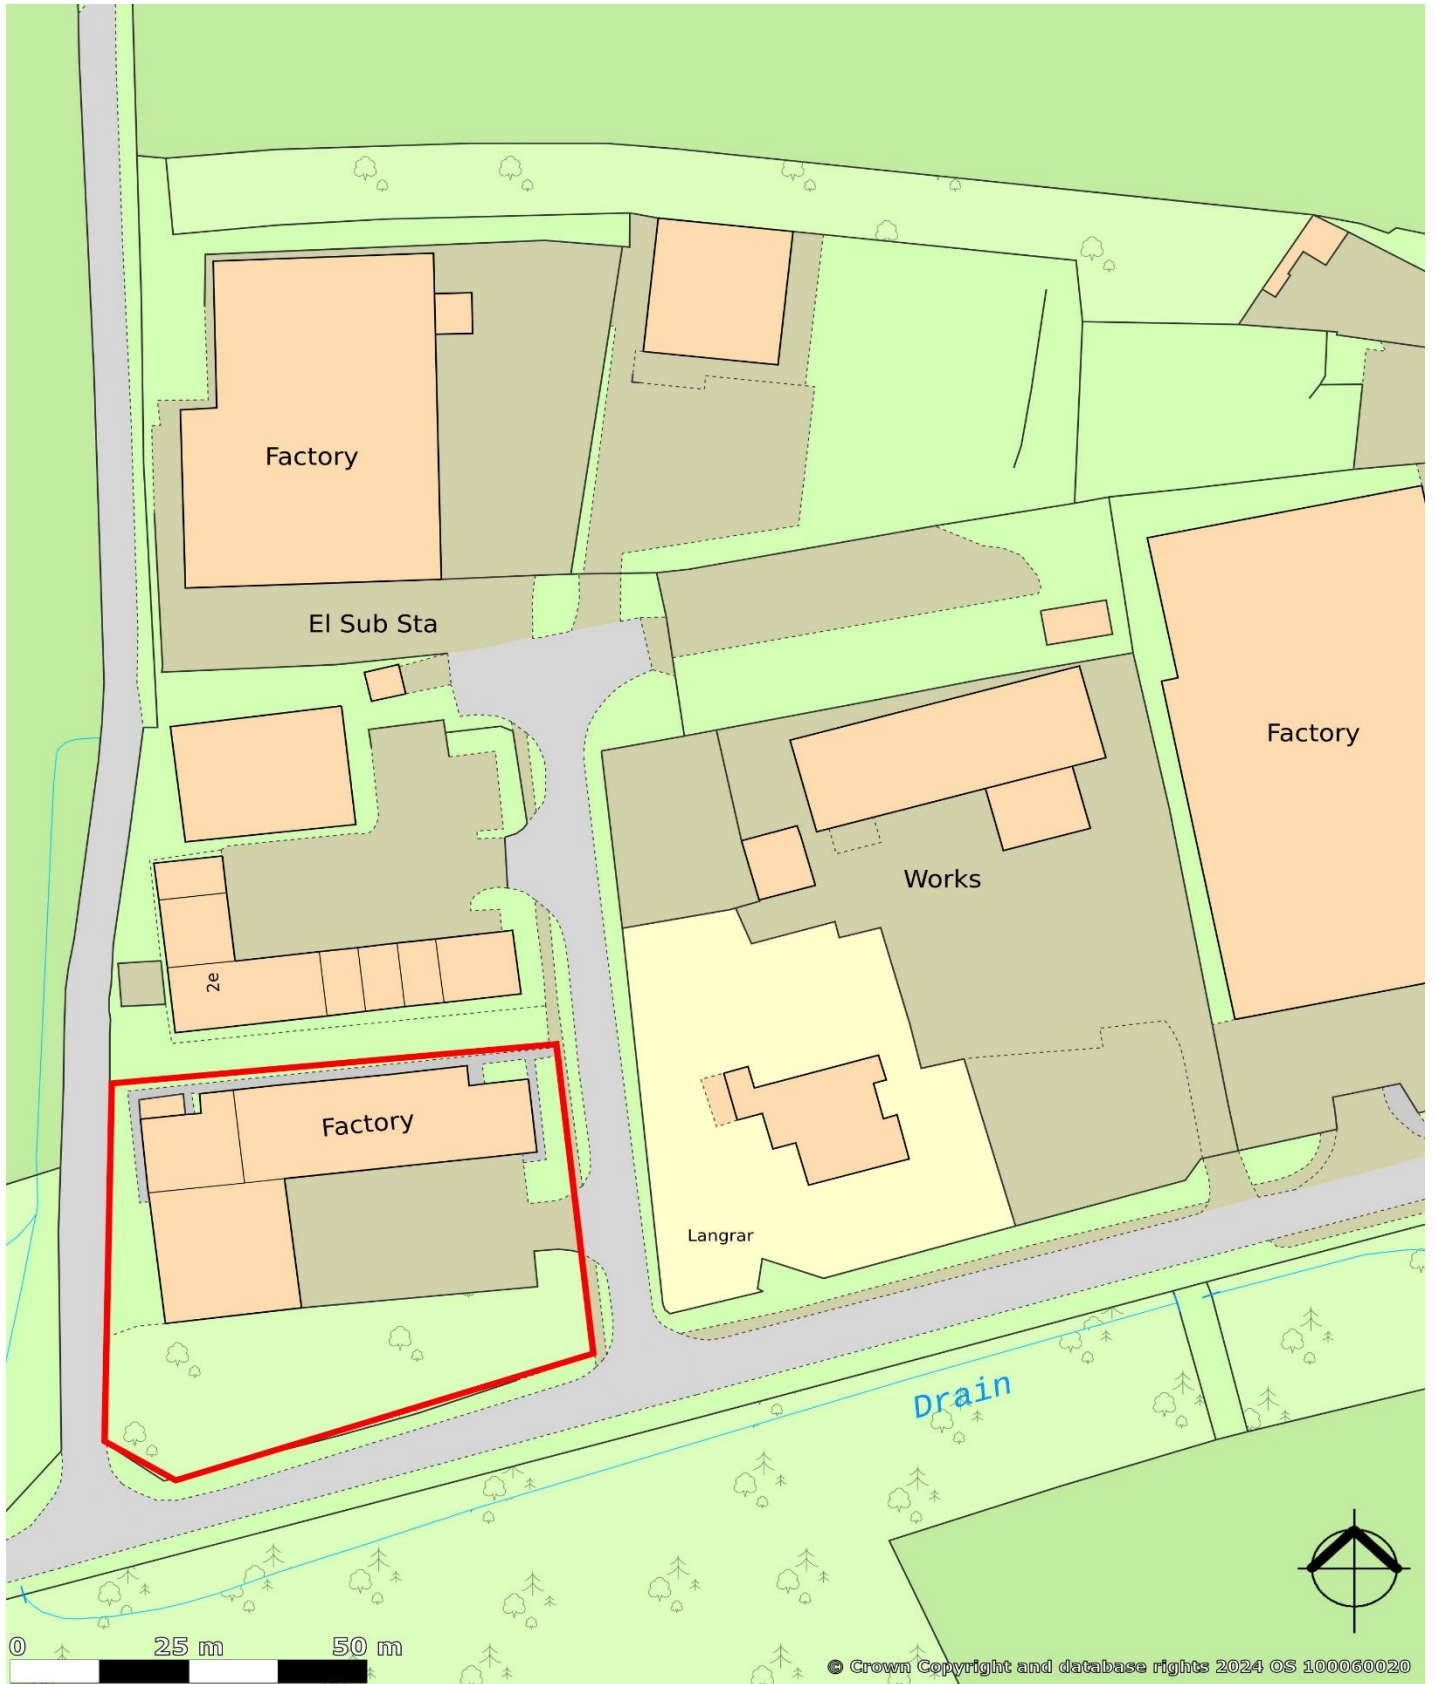 Factory
El Sub Sta
Factory
Works
2e
Factory
Langrar
Drain
0 25 m 50 m
© Crown Copyright and database rights 2024 OS 100060020